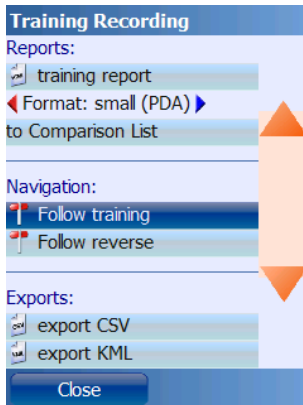 Training Recording
Reports:
training report
Format: small (PDA)
to Comparison List
Navigation:
Follow training
Follow reverse
Exports:
export CSV
export KML
Close